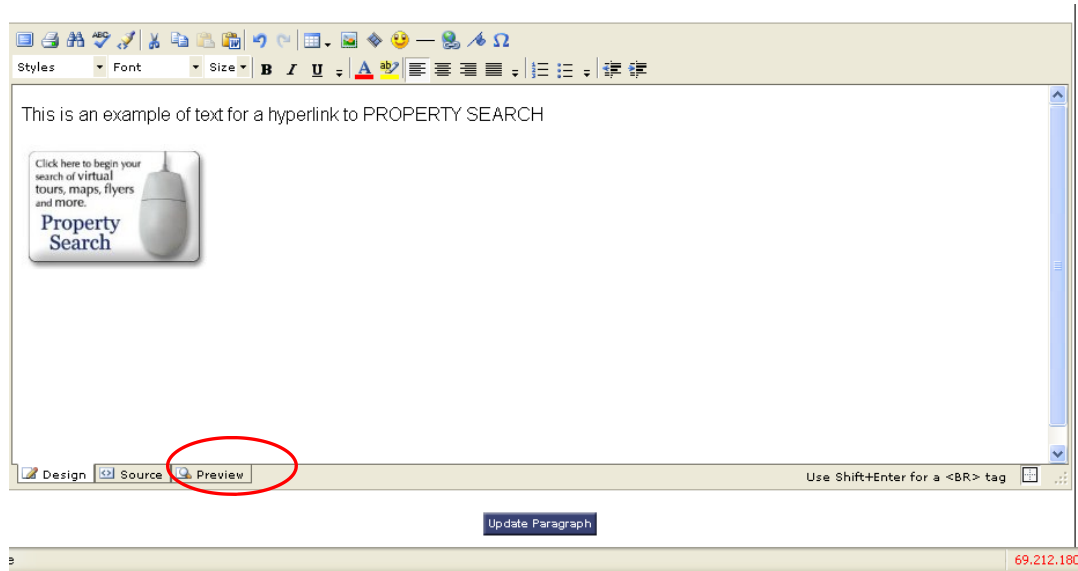 ABC
W
Ω
Styles Font Size B I U A ab
This is an example of text for a hyperlink to PROPERTY SEARCH
Click here to begin your
search of virtual
tours, maps, flyers
and more.
Property
Search
Design Source Preview Use Shift+Enter for a <BR> tag
Update Paragraph
69.212.180